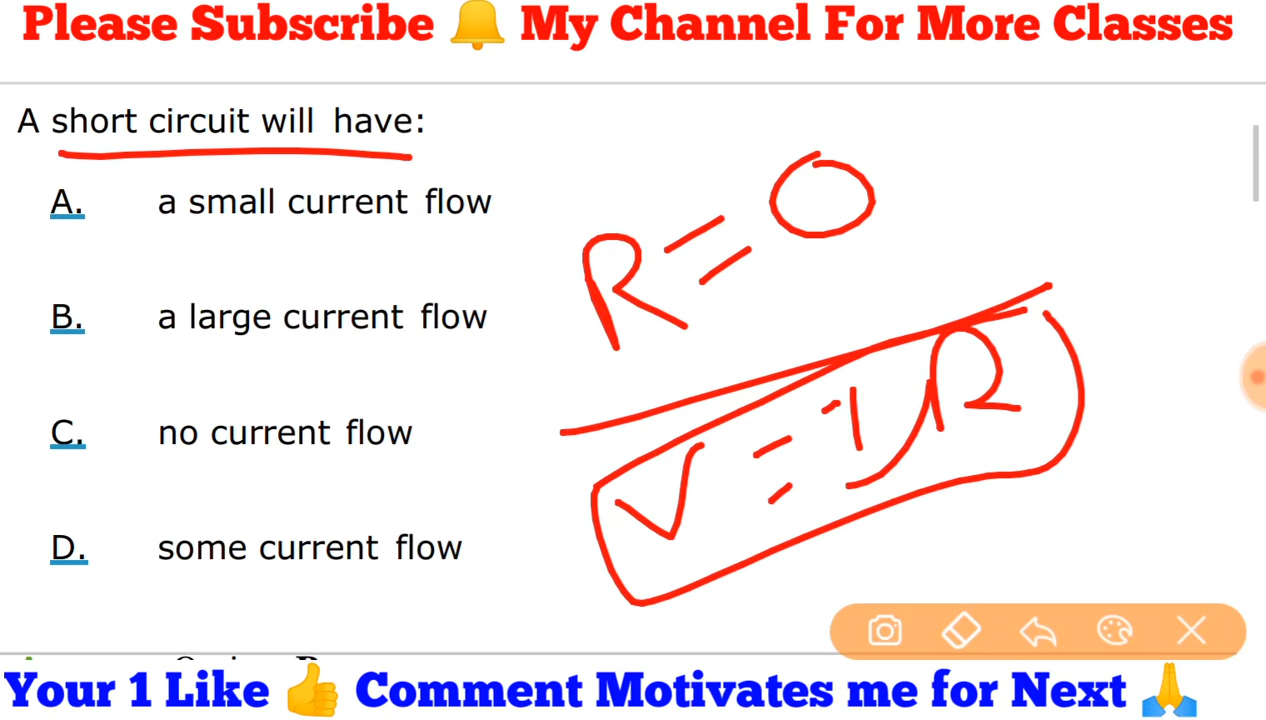 Please Subscribe 🔔 My Channel For More Classes
A short circuit will have:
A. a small current flow
R = 0
B. a large current flow
V = IR
C. no current flow
D. some current flow
Your 1 Like 👍 Comment Motivates me for Next 🙏